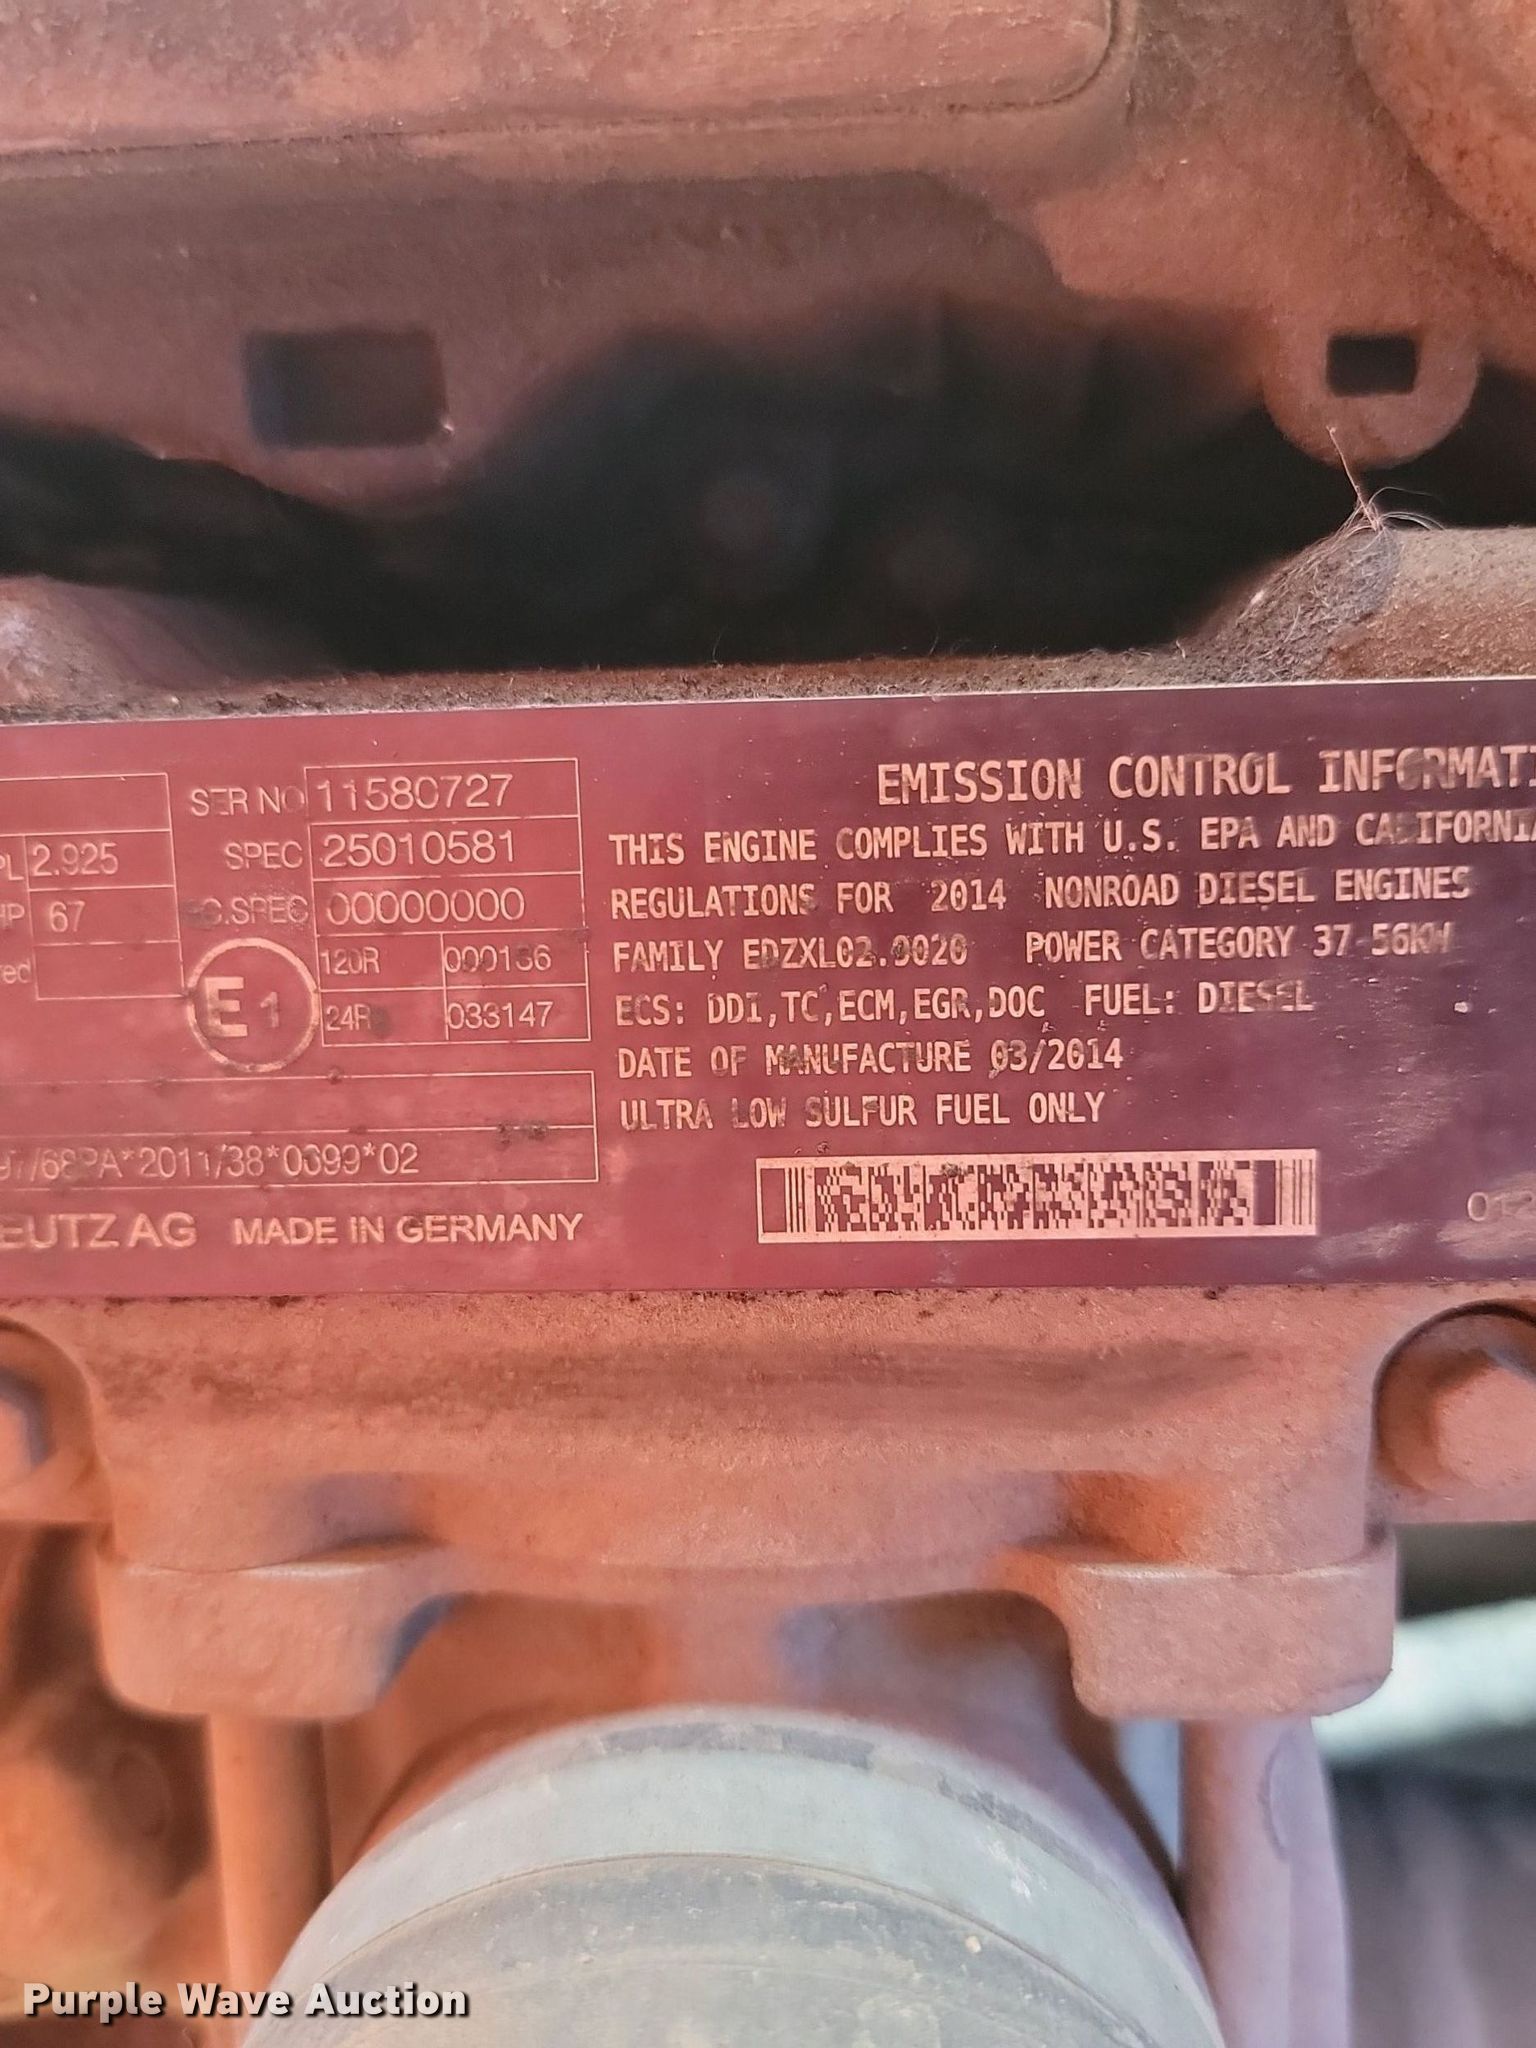 SER NO 11580727
PL 2.925 SPEC 25010581
HP 67 00000000
red 120R 000136
E1 24R 033147
*2011/38*0399*02
EUTZ AG MADE IN GERMANY
EMISSION CONTROL INFORMATI
THIS ENGINE COMPLIES WITH U.S. EPA AND CALIFORNIA
REGULATIONS FOR 2014 NONROAD DIESEL ENGINES
FAMILY EDZXL02.9020 POWER CATEGORY 37-56KW
ECS: DDI,TC,ECM,EGR,DOC FUEL: DIESEL
DATE OF MANUFACTURE 03/2014
ULTRA LOW SULFUR FUEL ONLY
012
Purple Wave Auction